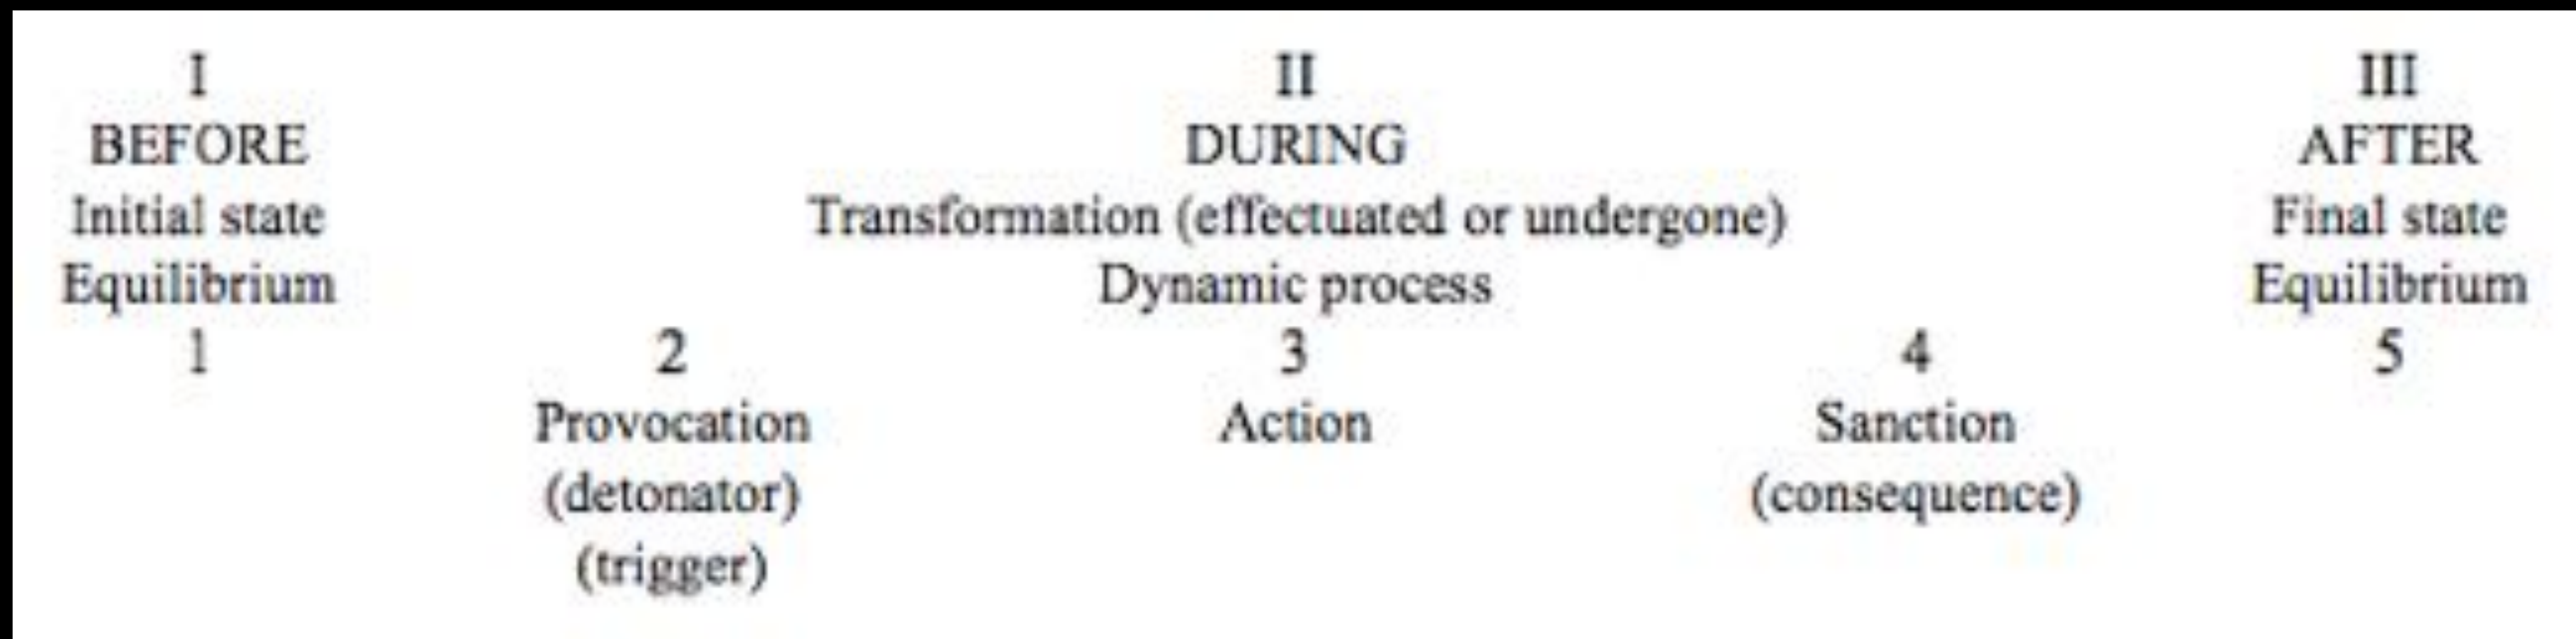 I II III
BEFORE DURING AFTER
Initial state Transformation (effectuated or undergone) Final state
Equilibrium Dynamic process Equilibrium
1 2 3 4 5
Provocation Action Sanction
(detonator) (consequence)
(trigger)